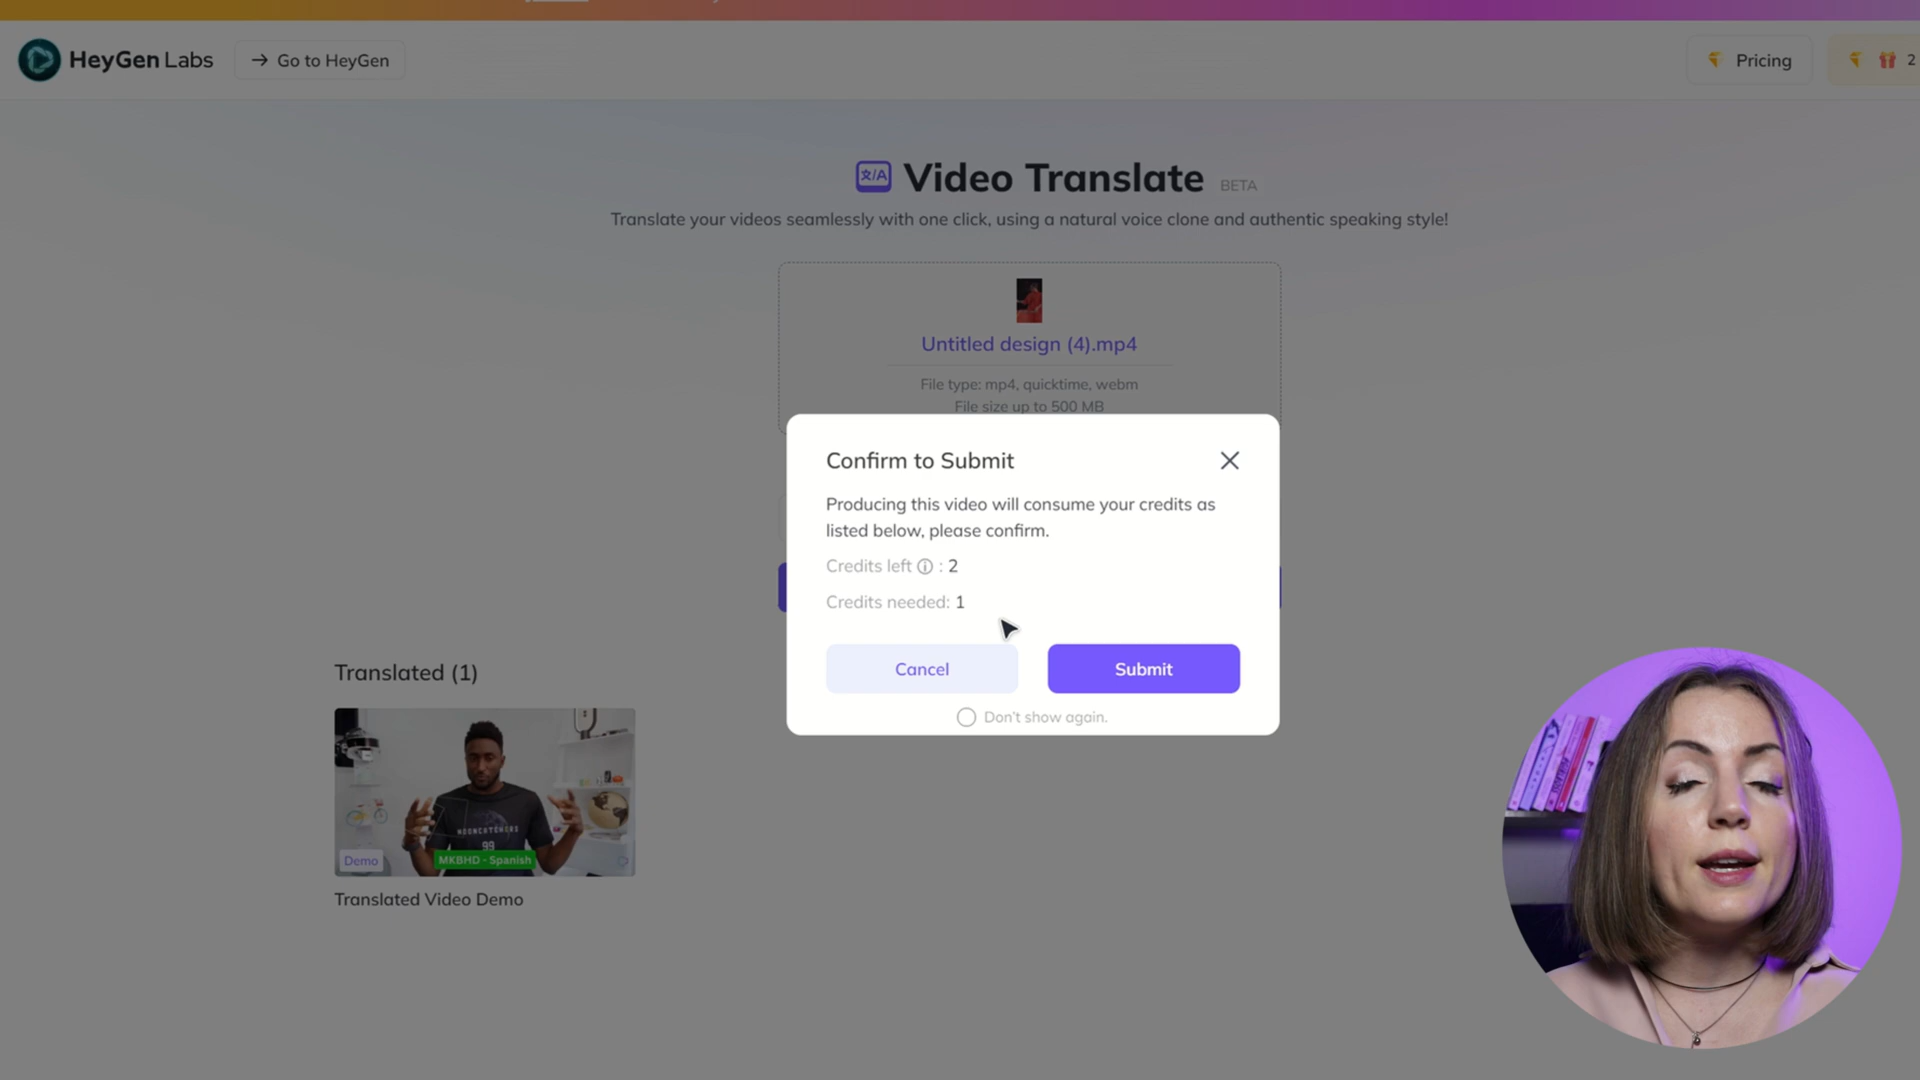 HeyGen Labs
→ Go to HeyGen
Pricing
2
文/A Video Translate BETA
Translate your videos seamlessly with one click, using a natural voice clone and authentic speaking style!
Untitled design (4).mp4
File type: mp4, quicktime, webm
File size up to 500 MB
Confirm to Submit
Producing this video will consume your credits as
listed below, please confirm.
Credits left : 2
Credits needed: 1
Cancel
Submit
Don't show again.
Translated (1)
99
Demo
MKBHD - Spanish
Translated Video Demo